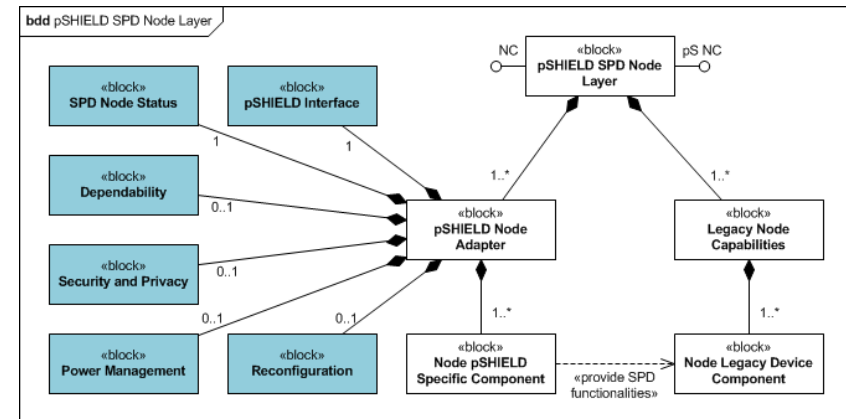 bdd pSHIELD SPD Node Layer
NC
«block»
pSHIELD SPD Node
Layer
pS NC
«block»
SPD Node Status
«block»
pSHIELD Interface
1
1
«block»
Dependability
0..1
1..*
1..*
«block»
pSHIELD Node
Adapter
«block»
Legacy Node
Capabilities
«block»
Security and Privacy
0..1
0..1
0..1
1..*
1..*
«block»
Power Management
«block»
Reconfiguration
«block»
Node pSHIELD
Specific Component
«provide SPD
functionalities»
«block»
Node Legacy Device
Component